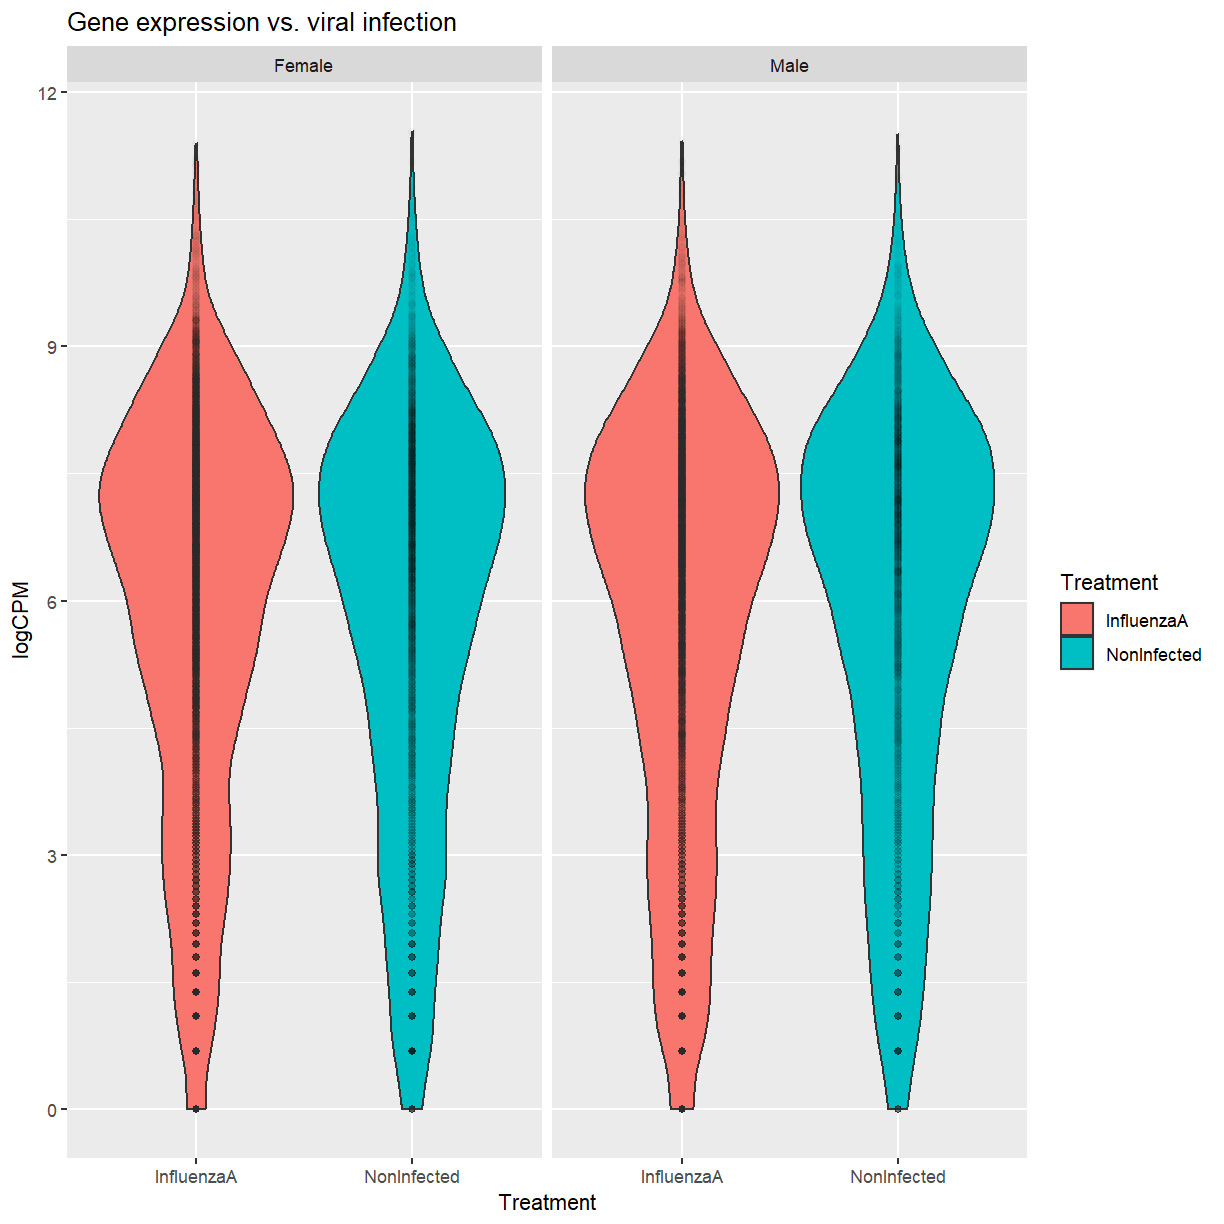 Gene expression vs. viral infection
Female
Male
12
9
6
3
0
logCPM
InfluenzaA
NonInfected
InfluenzaA
NonInfected
Treatment
Treatment
InfluenzaA
NonInfected